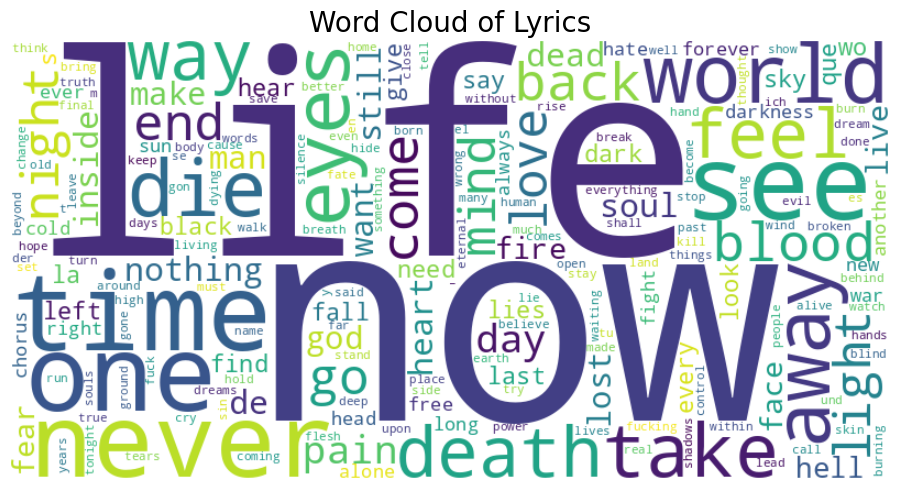 Word Cloud of Lyrics
think
night
s
life
way
home
tell
close
give
say
sky
dead
hate
well
forever
show
que
wo
bring
truth
m
ever
make
hear
save
better
eyes
still
without
back
world
thought
ich
final
inside
end
words
even
en
born
el
rise
feel
hand
burn
dream
done
darkness
live
change
old
t
leave
keep
sun
body
cause
se
man
silence
hide
want
something
come
wrong
mind
always
love
break
dark
become
stop
going
see
evil
es
another
beyond
cold
hope
die
gon
dying
days
black
walk
fate
breath
many
eternal
human
everything
soul
shall
past
kill
things
wind
broken
blood
der
set
turn
living
nothing
much
comes
fire
la
around
high
gone
must
time
need
y
said
now
lie
open
stay
land
tu
made
waiting
fight
look
new
behind
war
watch
chorus
left
right
name
fall
far
god
stand
heart
lies
believe
day
earth
try
people
alive
away
hands
blind
light
one
run
souls
ground
fuck
dreams
find
hold
sin
go
deep
place
side
last
lost
every
control
face
und
fear
years
true
tonight
never
tears
cry
de
coming
head
flesh
pain
alone
upon
free
long
death
power
lives
take
real
fucking
shadows
within
lead
call
hell
skin
burning